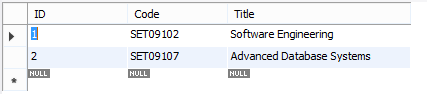 ID Code Title
1 SET09102 Software Engineering
2 SET09107 Advanced Database Systems
NULL NULL NULL